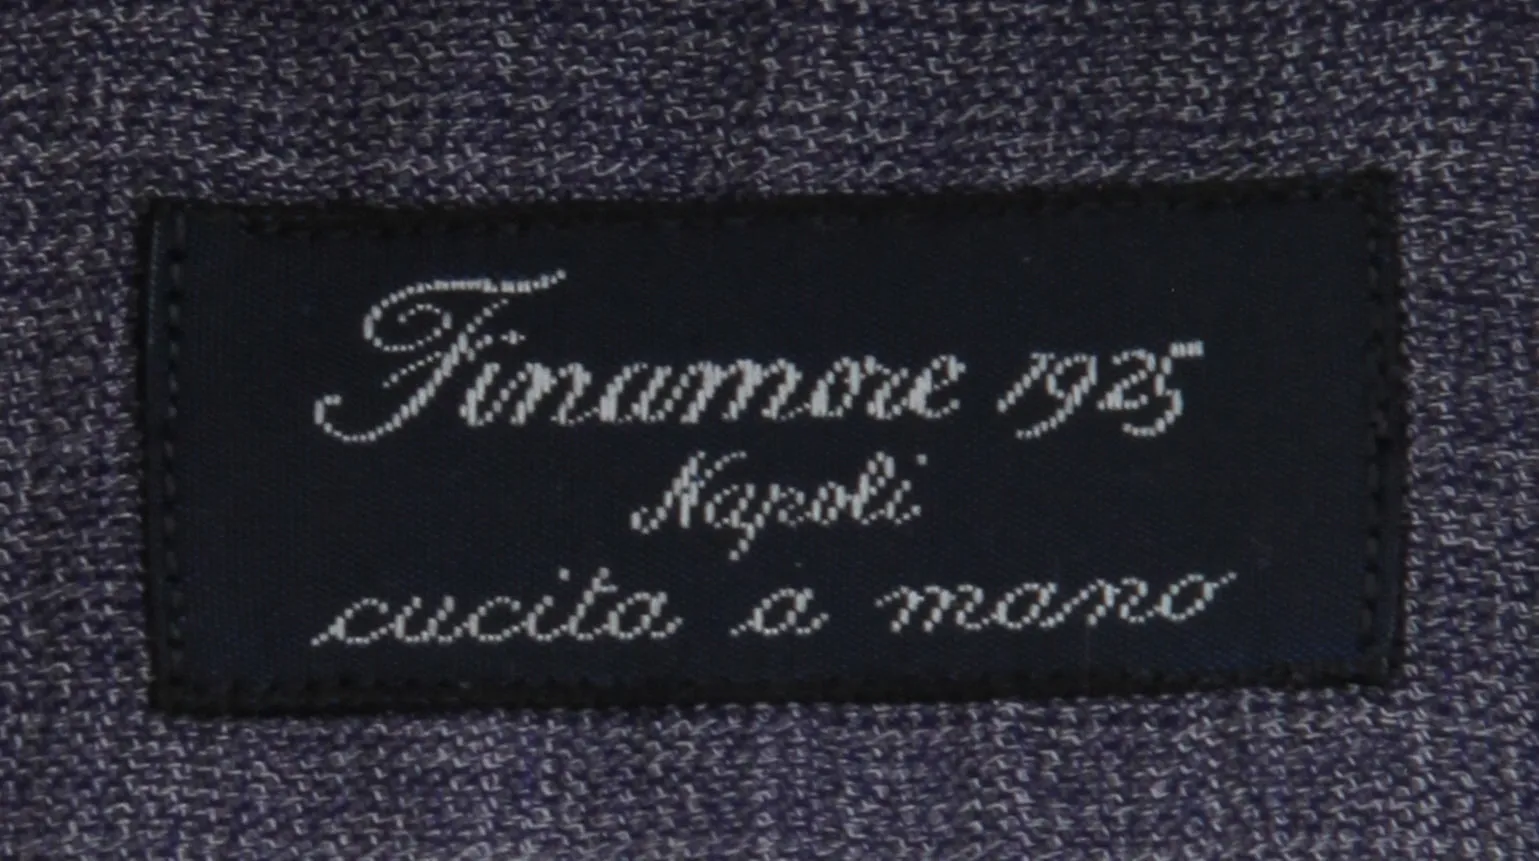 Finamore 1925
Napoli
cucita a mano